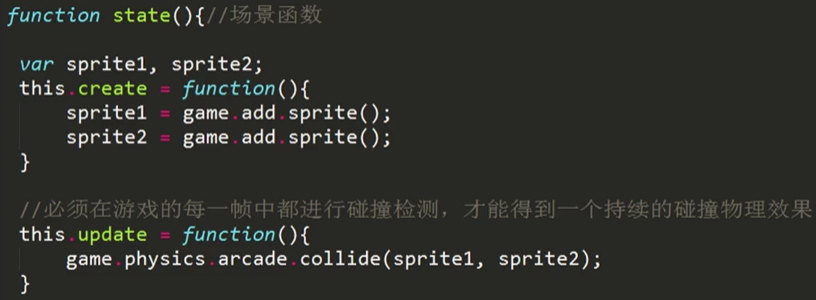 function state(){//场景函数
var sprite1, sprite2;
this.create = function(){
sprite1 = game.add.sprite();
sprite2 = game.add.sprite();
}
//必须在游戏的每一帧中都进行碰撞检测，才能得到一个持续的碰撞物理效果
this.update = function(){
game.physics.arcade.collide(sprite1, sprite2);
}